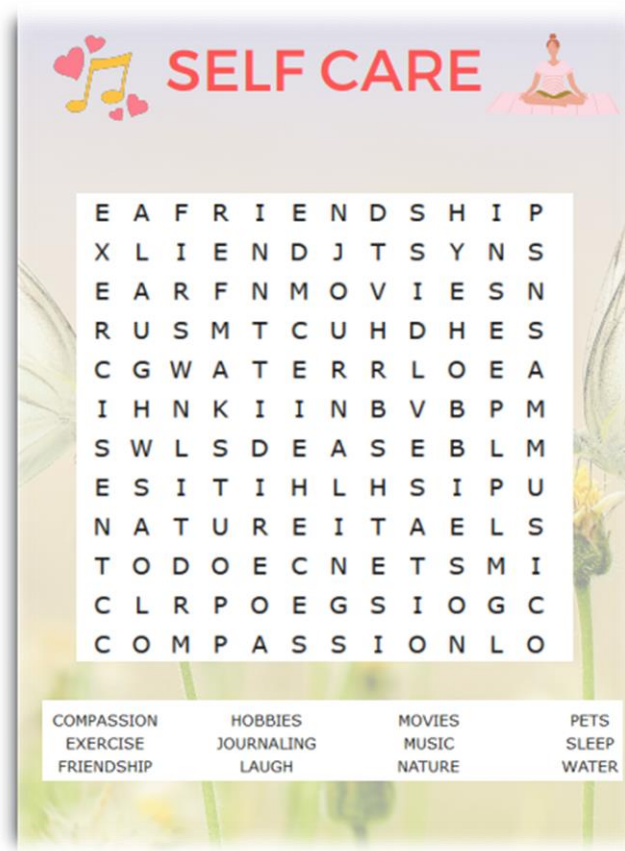 SELF CARE
E A F R I E N D S H I P
X L I E N D J T S Y N S
E A R F N M O V I E S N
R U S M T C U H D H E S
C G W A T E R R L O E A
I H N K I I N B V B P M
S W L S D E A S E B L M
E S I T I H L H S I P U
N A T U R E I T A E L S
T O D O E C N E T S M I
C L R P O E G S I O G C
C O M P A S S I O N L O
COMPASSION HOBBIES MOVIES PETS
EXERCISE JOURNALING MUSIC SLEEP
FRIENDSHIP LAUGH NATURE WATER